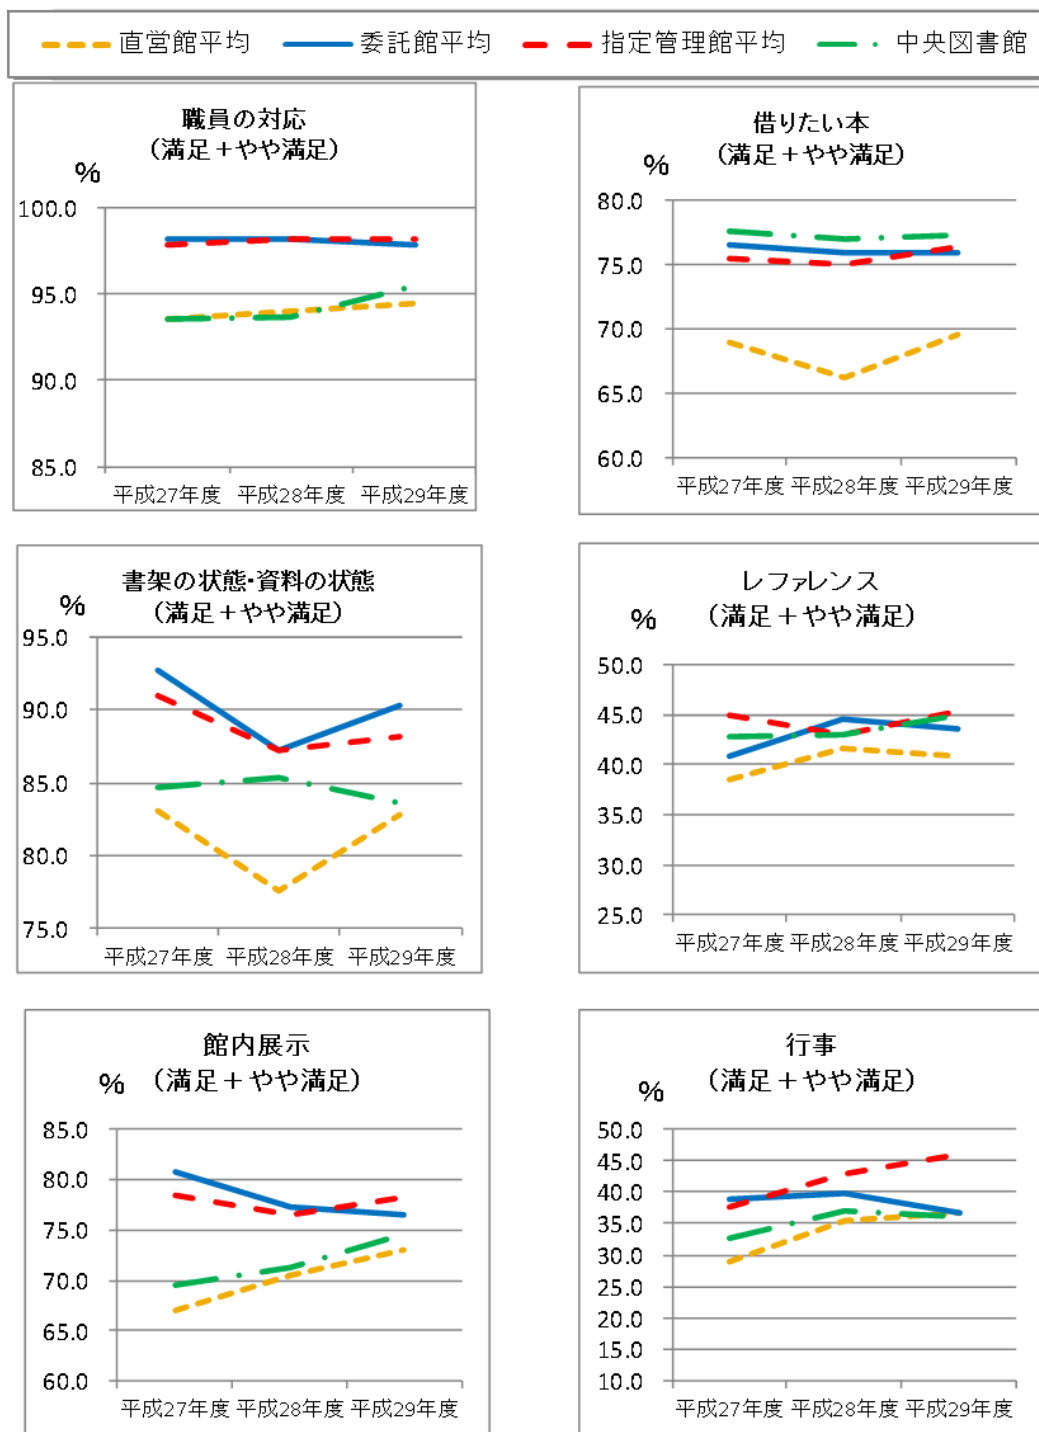 直営館平均 委託館平均 指定管理館平均 中央図書館
職員の対応
（満足＋やや満足）
%
100.0
95.0
90.0
85.0
平成27年度 平成28年度 平成29年度
借りたい本
（満足＋やや満足）
%
80.0
75.0
70.0
65.0
60.0
平成27年度 平成28年度 平成29年度
書架の状態・資料の状態
（満足＋やや満足）
%
95.0
90.0
85.0
80.0
75.0
平成27年度 平成28年度 平成29年度
レファレンス
（満足＋やや満足）
%
50.0
45.0
40.0
35.0
30.0
25.0
平成27年度 平成28年度 平成29年度
館内展示
（満足＋やや満足）
%
85.0
80.0
75.0
70.0
65.0
60.0
平成27年度 平成28年度 平成29年度
行事
（満足＋やや満足）
%
50.0
45.0
40.0
35.0
30.0
25.0
20.0
15.0
10.0
平成27年度 平成28年度 平成29年度